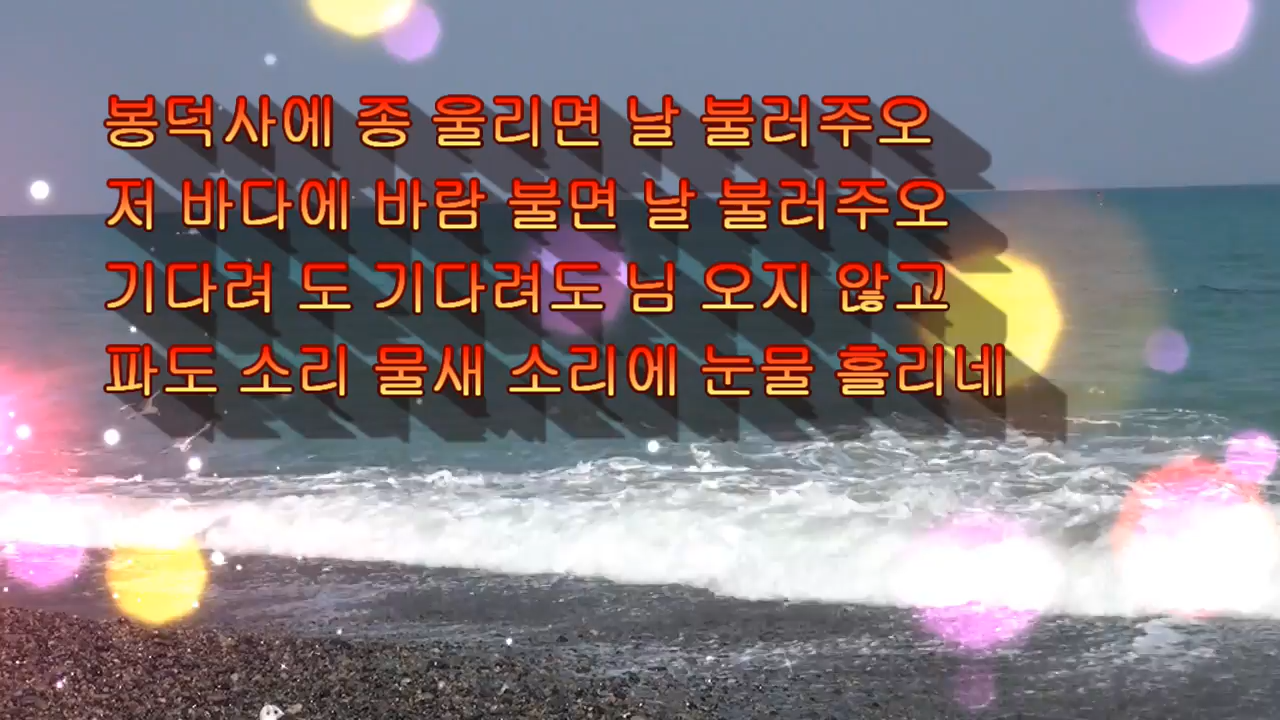 봉덕사에 종 울리면 날 불러주오
저 바다에 바람 불면 날 불러주오
기다려 도 기다려도 님 오지 않고
파도 소리 물새 소리에 눈물 흘리네